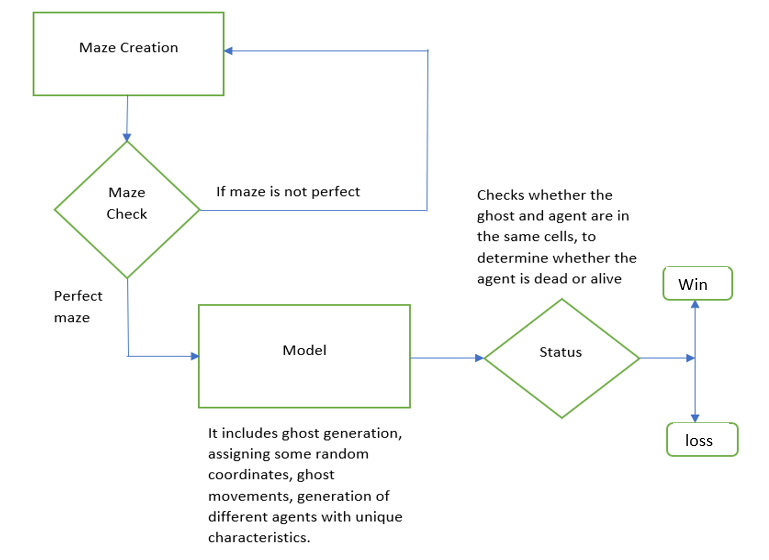 Maze Creation
Maze
Check
If maze is not perfect
Checks whether the
ghost and agent are in
the same cells, to
determine whether the
agent is dead or alive
Perfect
maze
Win
Model
Status
loss
It includes ghost generation,
assigning some random
coordinates, ghost
movements, generation of
different agents with unique
characteristics.